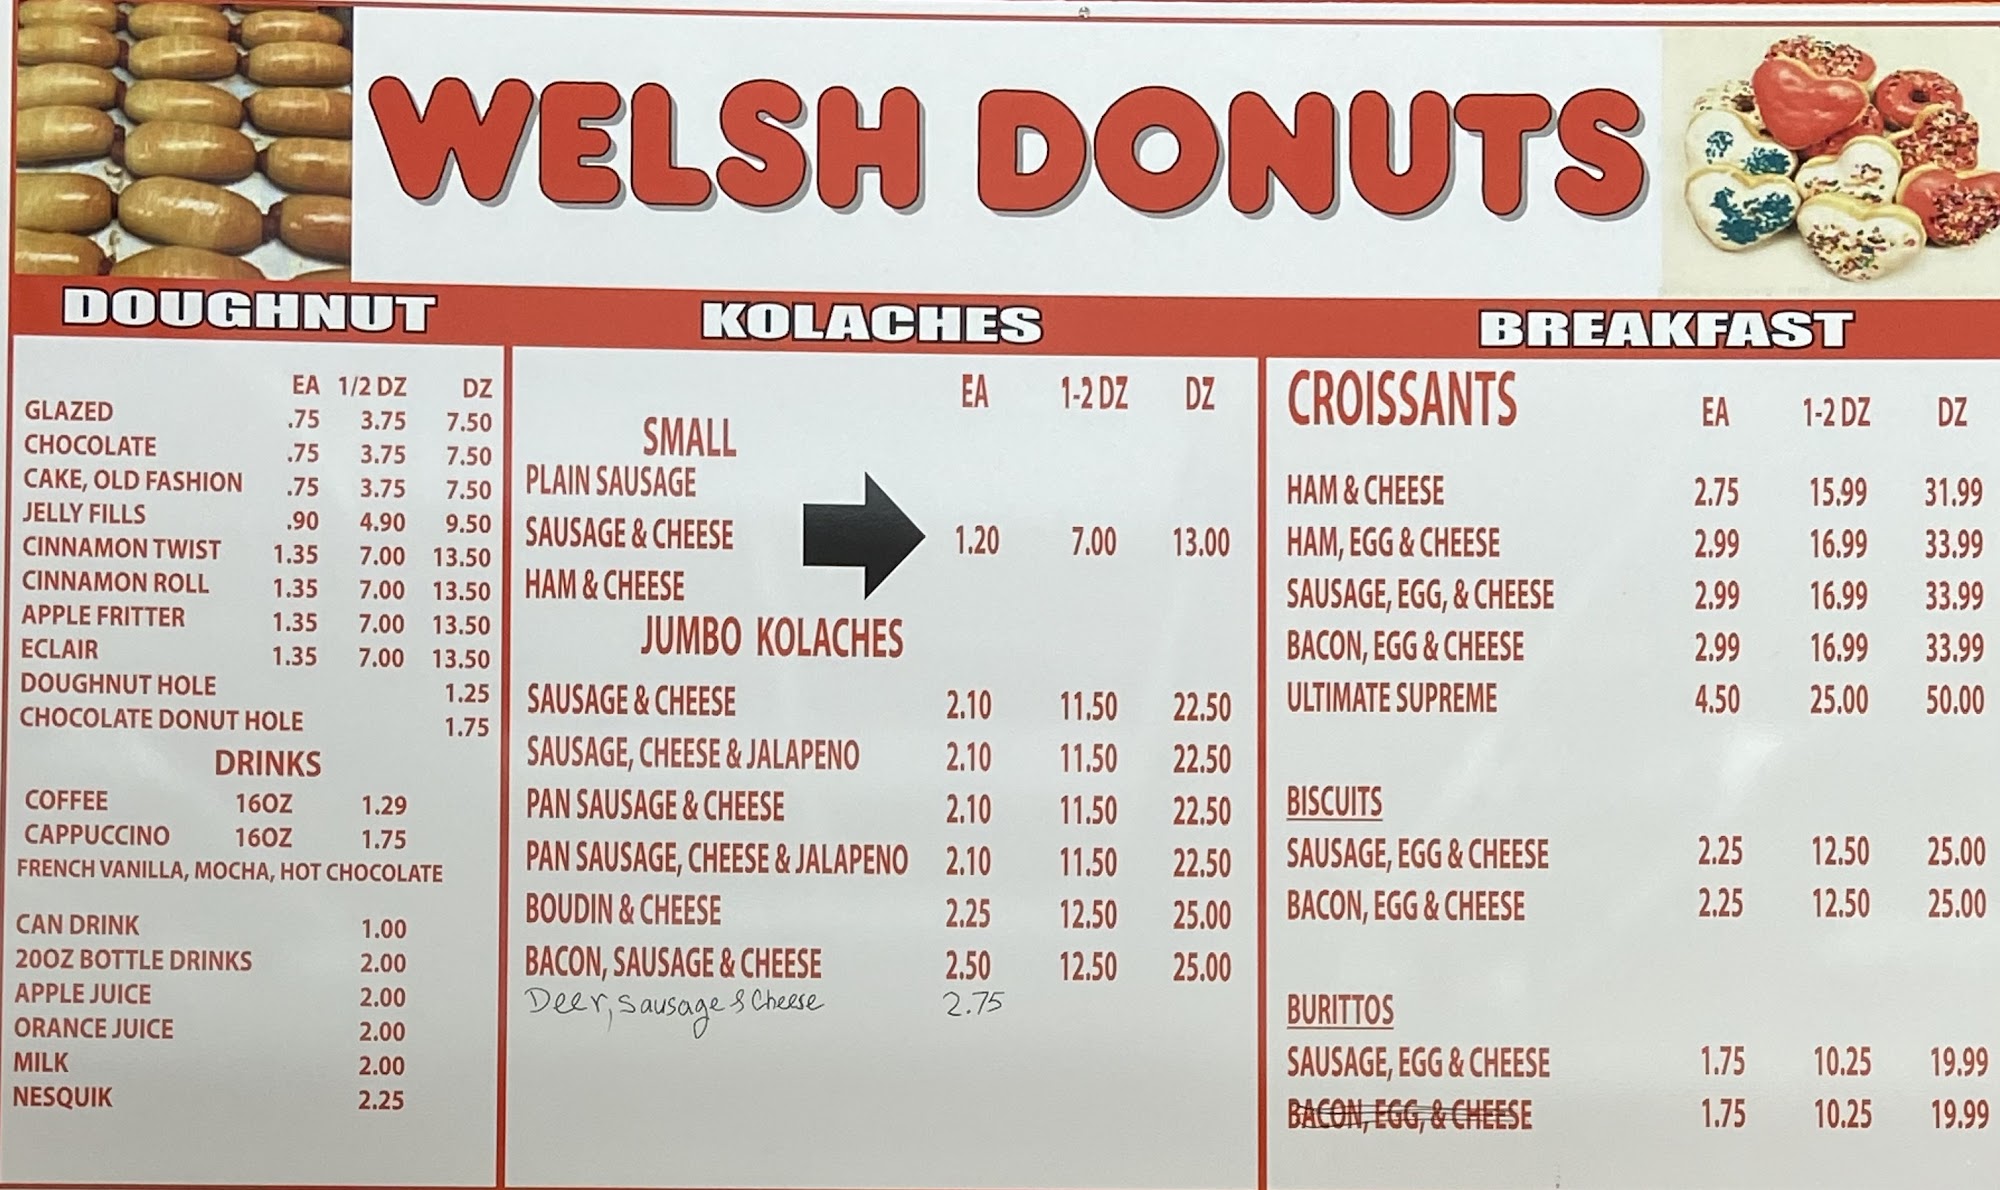 WELSH DONUTS
DOUGHNUT
EA 1/2 DZ DZ
GLAZED .75 3.75 7.50
CHOCOLATE .75 3.75 7.50
CAKE, OLD FASHION .75 3.75 7.50
JELLY FILLS .90 4.90 9.50
CINNAMON TWIST 1.35 7.00 13.50
CINNAMON ROLL 1.35 7.00 13.50
APPLE FRITTER 1.35 7.00 13.50
ECLAIR 1.35 7.00 13.50
DOUGHNUT HOLE 1.25
CHOCOLATE DONUT HOLE 1.75
DRINKS
COFFEE 16OZ 1.29
CAPPUCCINO 16OZ 1.75
FRENCH VANILLA, MOCHA, HOT CHOCOLATE
CAN DRINK 1.00
20OZ BOTTLE DRINKS 2.00
APPLE JUICE 2.00
ORANCE JUICE 2.00
MILK 2.00
NESQUIK 2.25
KOLACHES
EA 1-2 DZ DZ
SMALL
PLAIN SAUSAGE
SAUSAGE & CHEESE 1.20 7.00 13.00
HAM & CHEESE
JUMBO KOLACHES
SAUSAGE & CHEESE 2.10 11.50 22.50
SAUSAGE, CHEESE & JALAPENO 2.10 11.50 22.50
PAN SAUSAGE & CHEESE 2.10 11.50 22.50
PAN SAUSAGE, CHEESE & JALAPENO 2.10 11.50 22.50
BOUDIN & CHEESE 2.25 12.50 25.00
BACON, SAUSAGE & CHEESE 2.50 12.50 25.00
Deer, Sausage & Cheese 2.75
BREAKFAST
CROISSANTS EA 1-2 DZ DZ
HAM & CHEESE 2.75 15.99 31.99
HAM, EGG & CHEESE 2.99 16.99 33.99
SAUSAGE, EGG, & CHEESE 2.99 16.99 33.99
BACON, EGG & CHEESE 2.99 16.99 33.99
ULTIMATE SUPREME 4.50 25.00 50.00
BISCUITS
SAUSAGE, EGG & CHEESE 2.25 12.50 25.00
BACON, EGG & CHEESE 2.25 12.50 25.00
BURITTOS
SAUSAGE, EGG & CHEESE 1.75 10.25 19.99
BACON, EGG, & CHEESE 1.75 10.25 19.99